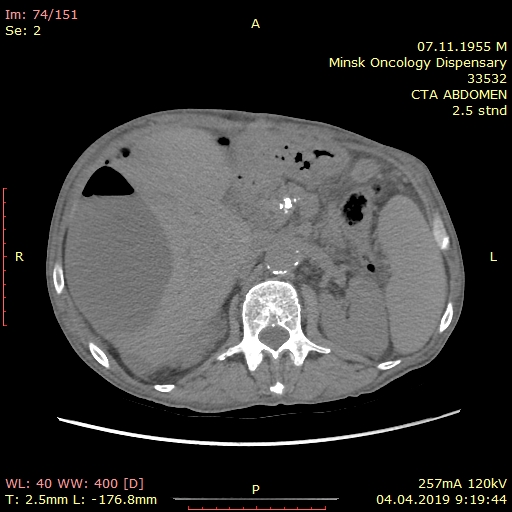 Im: 74/151
Se: 2
A
07.11.1955 M
Minsk Oncology Dispensary
33532
CTA ABDOMEN
2.5 stnd
R
L
WL: 40 WW: 400 [D]
T: 2.5mm L: -176.8mm
P
257mA 120kV
04.04.2019 9:19:44